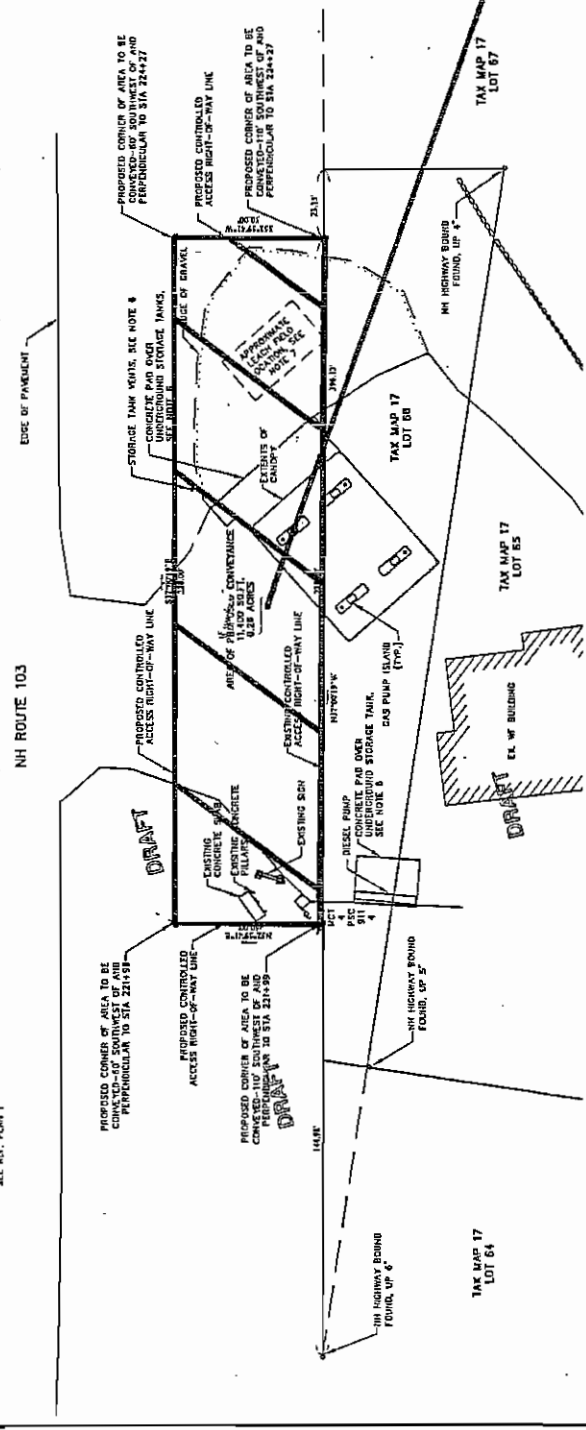 SEE REF. PLAN 1
NH ROUTE 103
EDGE OF PAVEMENT
PROPOSED CORNER OF AREA TO BE
CONVEYED-60' SOUTHWEST OF AND
PERPENDICULAR TO STA 221+98
PROPOSED CONTROLLED
ACCESS RIGHT-OF-WAY LINE
PROPOSED CORNER OF AREA TO BE
CONVEYED-110' SOUTHWEST OF AND
PERPENDICULAR TO STA 221+99
DRAFT
DRAFT
PROPOSED CONTROLLED
ACCESS RIGHT-OF-WAY LINE
EXISTING
CONCRETE SLAB
EXISTING CONCRETE
PILLARS
EXISTING SIGN
AREA OF PROPOSED CONVEYANCE
11,400 SQ.FT.
0.26 ACRES
EXISTING CONTROLLED
ACCESS RIGHT-OF-WAY LINE
STORAGE TANK VENTS, SEE NOTE 6
CONCRETE PAD OVER
UNDERGROUND STORAGE TANKS,
SEE NOTE 6
EXTENTS OF
CANOPY
EDGE OF GRAVEL
APPROXIMATE
LEACH FIELD
LOCATION, SEE
NOTE 7
PROPOSED CORNER OF AREA TO BE
CONVEYED-60' SOUTHWEST OF AND
PERPENDICULAR TO STA 224+27
PROPOSED CONTROLLED
ACCESS RIGHT-OF-WAY LINE
PROPOSED CORNER OF AREA TO BE
CONVEYED-110' SOUTHWEST OF AND
PERPENDICULAR TO STA 224+27
50.00'
DIESEL PUMP
CONCRETE PAD OVER
UNDERGROUND STORAGE TANK,
SEE NOTE 6
GAS PUMP ISLAND
(TYP.)
144.98'
NH HIGHWAY BOUND
FOUND, UP 6"
NH HIGHWAY BOUND
FOUND, UP 5"
NH HIGHWAY BOUND
FOUND, UP 4"
EX. WF BUILDING
DRAFT
TAX MAP 17
LOT 64
TAX MAP 17
LOT 65
TAX MAP 17
LOT 66
TAX MAP 17
LOT 67